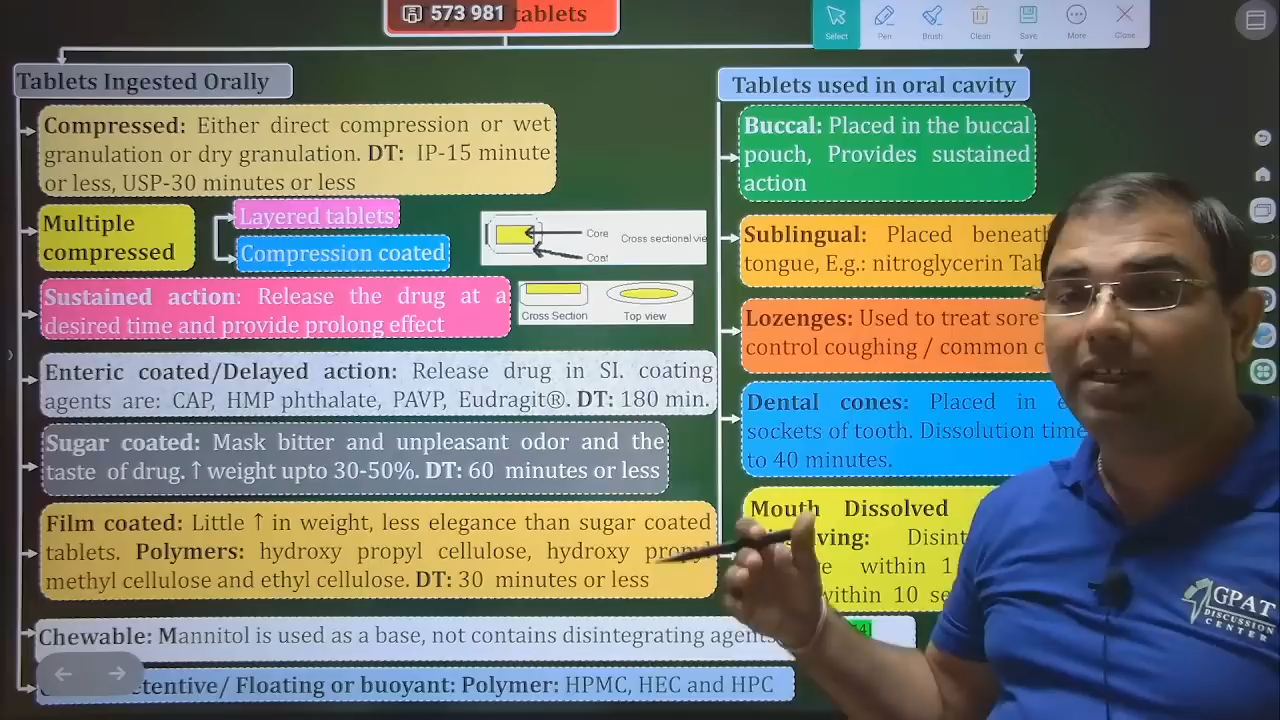 573 981 tablets
Select
Pen
Brush
Clean
Save
More
Close
Tablets Ingested Orally
Compressed: Either direct compression or wet
granulation or dry granulation. DT: IP-15 minute
or less, USP-30 minutes or less
Multiple
compressed
Layered tablets
Compression coated
Core
Coat
Cross sectional vie
Sustained action: Release the drug at a
desired time and provide prolong effect
Cross Section
Top view
Enteric coated/Delayed action: Release drug in SI. coating
agents are: CAP, HMP phthalate, PAVP, Eudragit®. DT: 180 min.
Sugar coated: Mask bitter and unpleasant odor and the
taste of drug. ↑ weight upto 30-50%. DT: 60 minutes or less
Film coated: Little ↑ in weight, less elegance than sugar coated
tablets. Polymers: hydroxy propyl cellulose, hydroxy propyl
methyl cellulose and ethyl cellulose. DT: 30 minutes or less
Chewable: Mannitol is used as a base, not contains disintegrating agents.
tentive/ Floating or buoyant: Polymer: HPMC, HEC and HPC
Tablets used in oral cavity
Buccal: Placed in the buccal
pouch, Provides sustained
action
Sublingual: Placed beneat
tongue, E.g.: nitroglycerin Tab
Lozenges: Used to treat sore
control coughing / common c
Dental cones: Placed in
sockets of tooth. Dissolution time
to 40 minutes.
Mouth Dissolved
lving: Disint
within 1
within 10 se
GPAT
DISCUSSION
CENTER